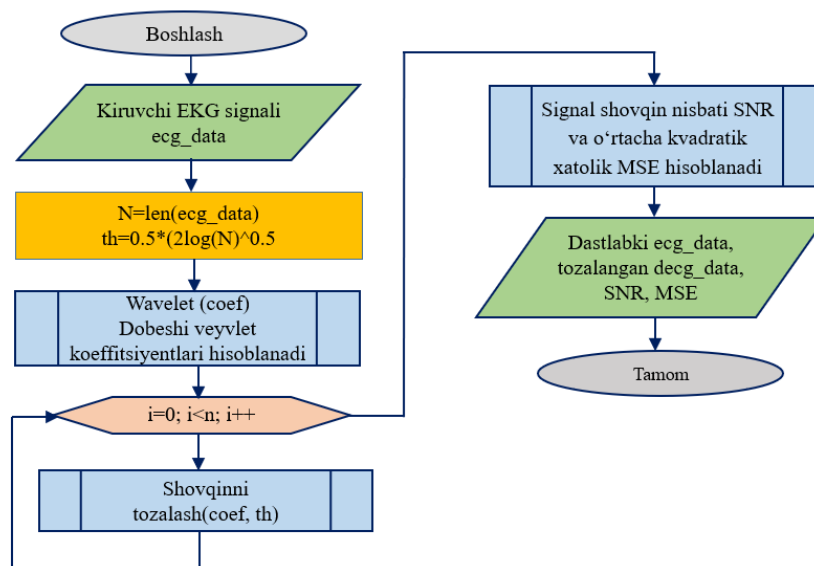 Boshlash
Kiruvchi EKG signali
ecg_data
N=len(ecg_data)
th=0.5*(2log(N)^0.5
Wavelet (coef)
Dobeshi veyvlet
koeffitsiyentlari hisoblanadi
i=0; i<n; i++
Shovqinni
tozalash(coef, th)
Signal shovqin nisbati SNR
va o‘rtacha kvadratik
xatolik MSE hisoblanadi
Dastlabki ecg_data,
tozalangan decg_data,
SNR, MSE
Tamom